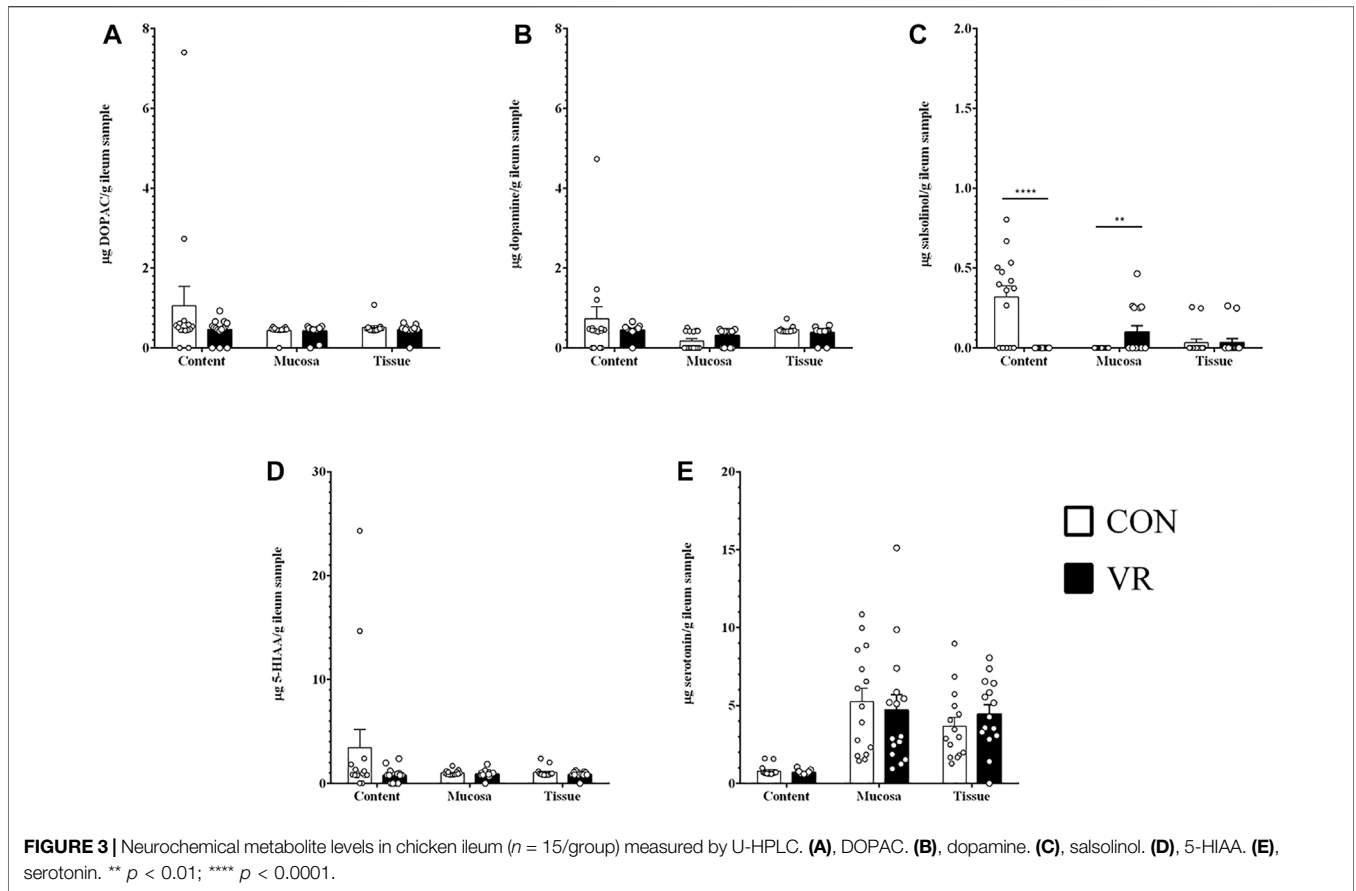 A
µg DOPAC/g ileum sample
8
6
4
2
0
Content Mucosa Tissue
B
µg dopamine/g ileum sample
8
6
4
2
0
Content Mucosa Tissue
C
µg salsolinol/g ileum sample
2.0
1.5
1.0
0.5
0.0
****
**
Content Mucosa Tissue
D
µg 5-HIAA/g ileum sample
30
20
10
0
Content Mucosa Tissue
E
µg serotonin/g ileum sample
20
15
10
5
0
Content Mucosa Tissue
CON
VR
FIGURE 3 | Neurochemical metabolite levels in chicken ileum (n = 15/group) measured by U-HPLC. (A), DOPAC. (B), dopamine. (C), salsolinol. (D), 5-HIAA. (E),
serotonin. ** p < 0.01; **** p < 0.0001.